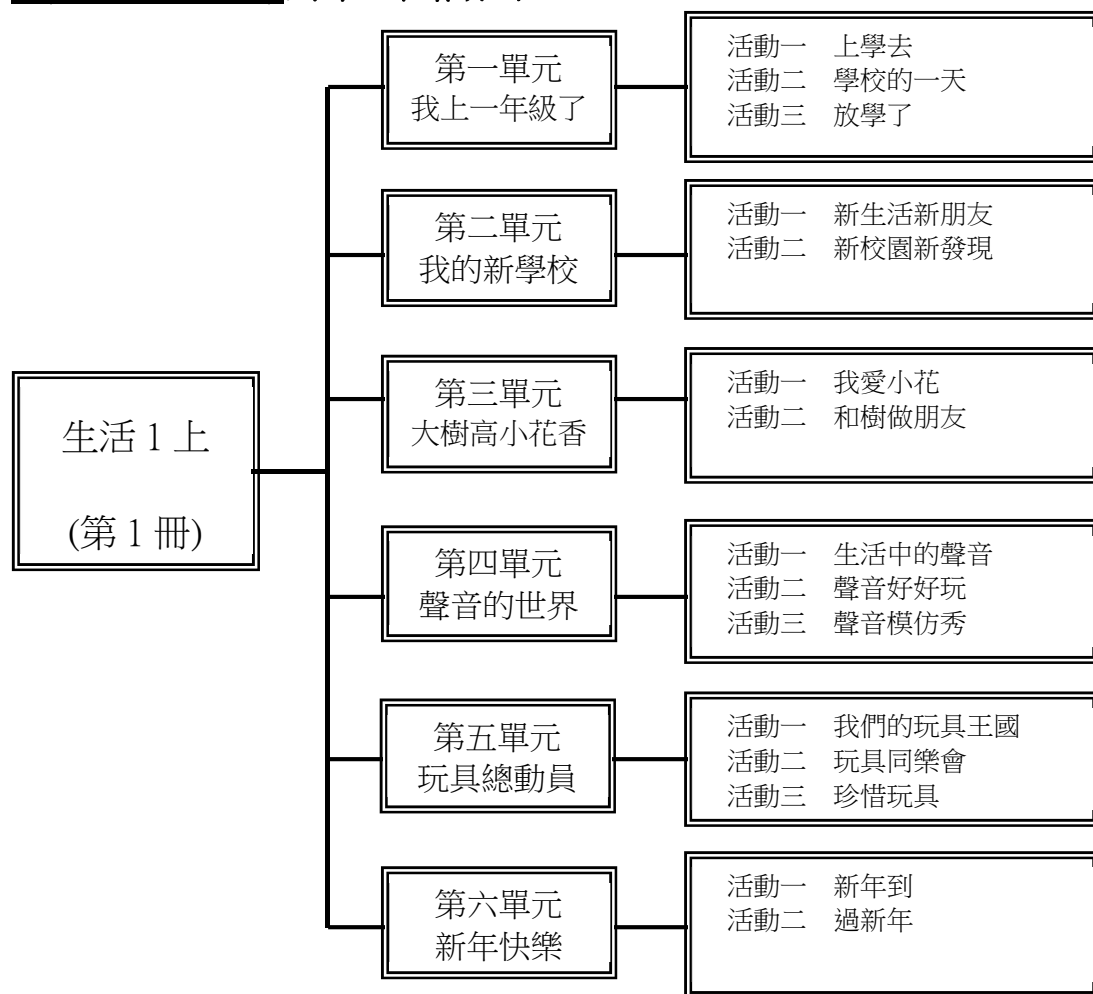 生活 1 上
(第 1 冊)
第一單元
我上一年級了
活動一 上學去
活動二 學校的一天
活動三 放學了
第二單元
我的新學校
活動一 新生活新朋友
活動二 新校園新發現
第三單元
大樹高小花香
活動一 我愛小花
活動二 和樹做朋友
第四單元
聲音的世界
活動一 生活中的聲音
活動二 聲音好好玩
活動三 聲音模仿秀
第五單元
玩具總動員
活動一 我們的玩具王國
活動二 玩具同樂會
活動三 珍惜玩具
第六單元
新年快樂
活動一 新年到
活動二 過新年